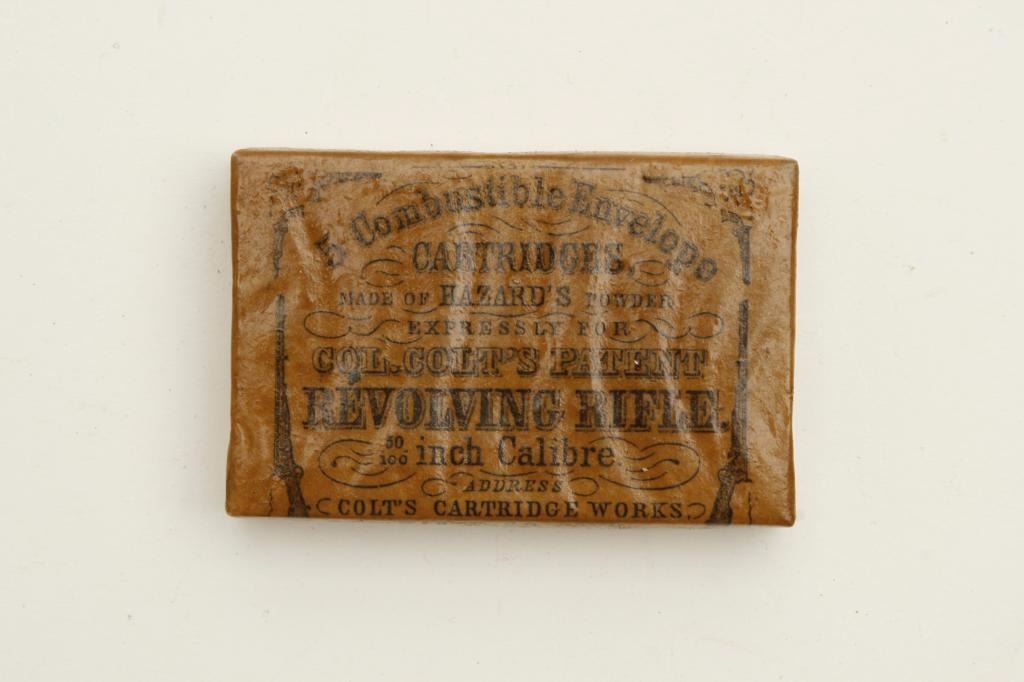 5 Combustible Envelope
CARTRIDGES,
MADE OF HAZARD'S POWDER
EXPRESSLY FOR
COL. COLT'S PATENT
REVOLVING RIFLE.
50/100 inch Calibre
ADDRESS
COLT'S CARTRIDGE WORKS